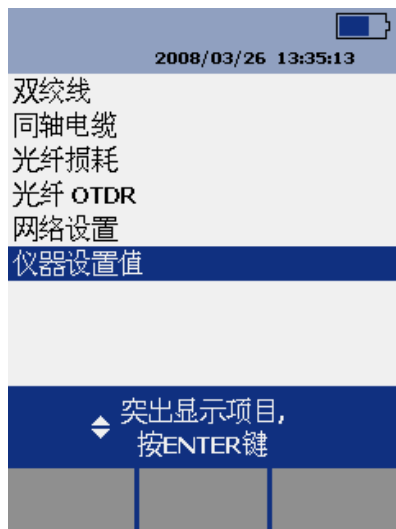 2008/03/26 13:35:13
双绞线
同轴电缆
光纤损耗
光纤 OTDR
网络设置
仪器设置值
突出显示项目,
按ENTER键